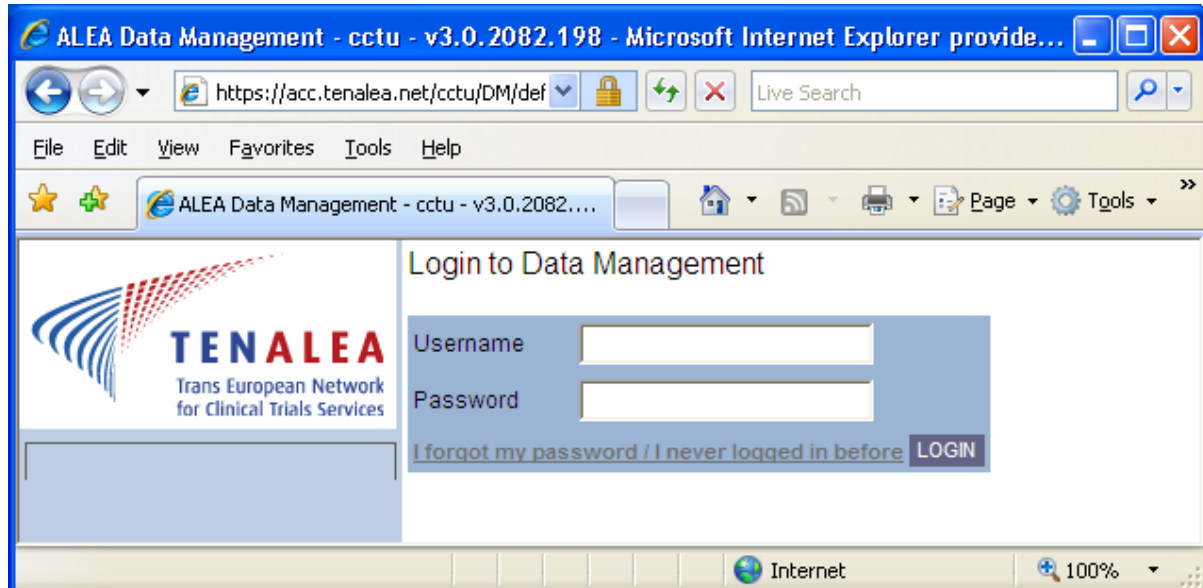 ALEA Data Management - cctu - v3.0.2082.198 - Microsoft Internet Explorer provide...
https://acc.tenalea.net/cctu/DM/def
Live Search
File Edit View Favorites Tools Help
ALEA Data Management - cctu - v3.0.2082....
Page Tools »
Login to Data Management
TENALEA
Trans European Network
for Clinical Trials Services
Username
Password
I forgot my password / I never logged in before LOGIN
Internet 100%